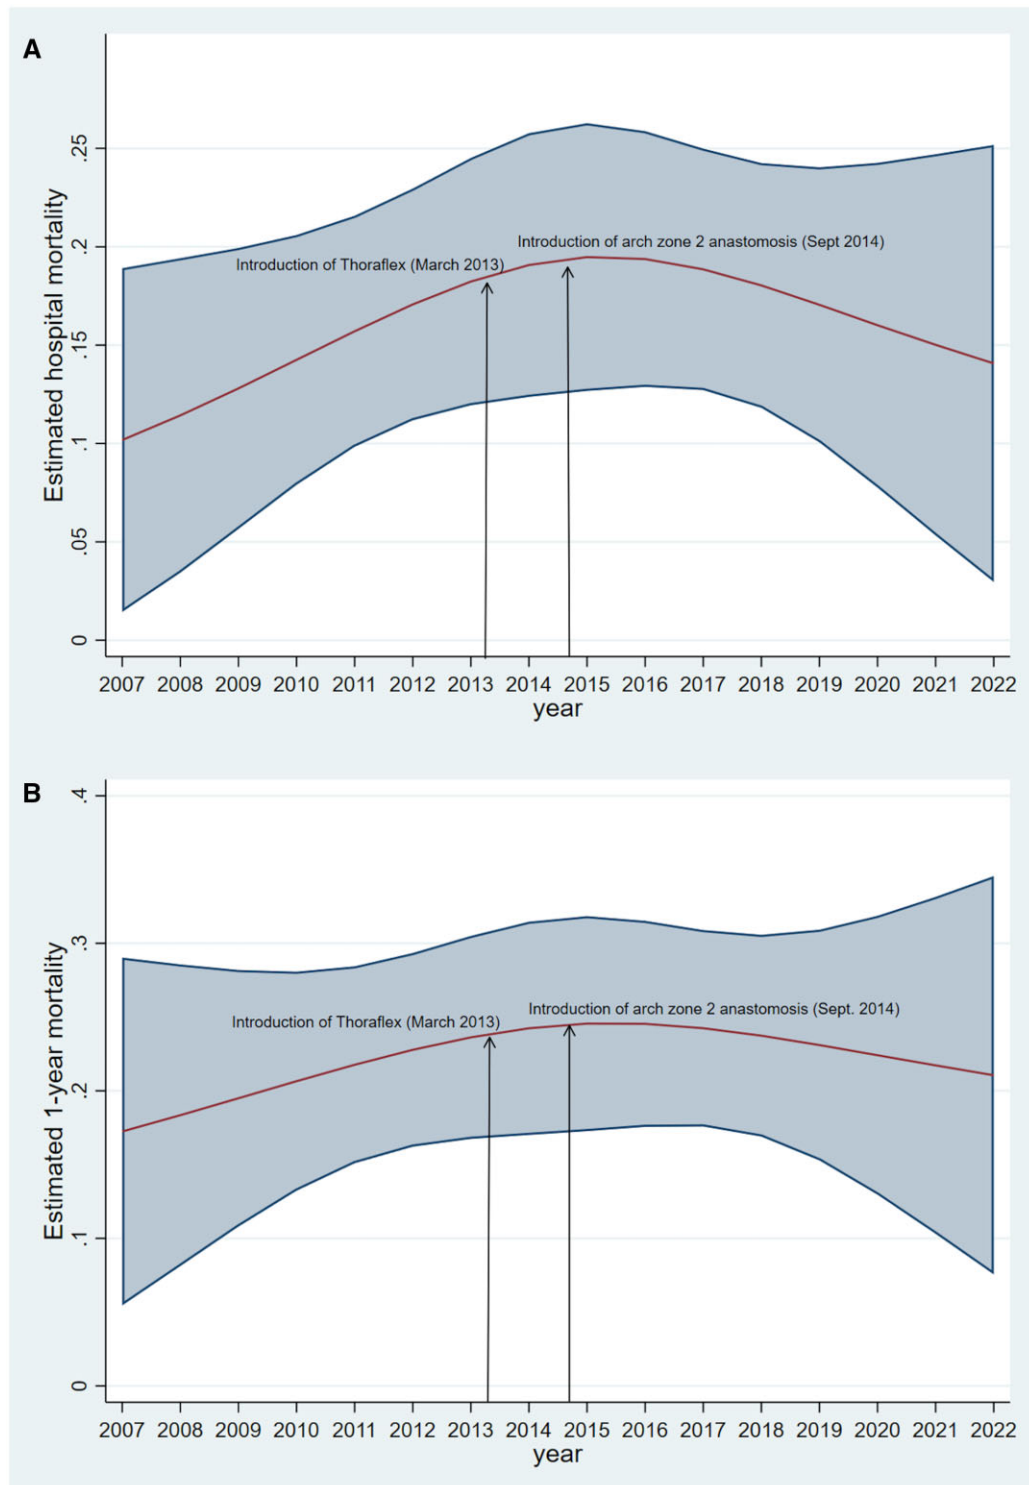 A
Estimated hospital mortality
.25
.2
.15
.1
.05
0
Introduction of arch zone 2 anastomosis (Sept 2014)
Introduction of Thoraflex (March 2013)
2007 2008 2009 2010 2011 2012 2013 2014 2015 2016 2017 2018 2019 2020 2021 2022
year
B
Estimated 1-year mortality
.4
.3
.2
.1
0
Introduction of arch zone 2 anastomosis (Sept. 2014)
Introduction of Thoraflex (March 2013)
2007 2008 2009 2010 2011 2012 2013 2014 2015 2016 2017 2018 2019 2020 2021 2022
year